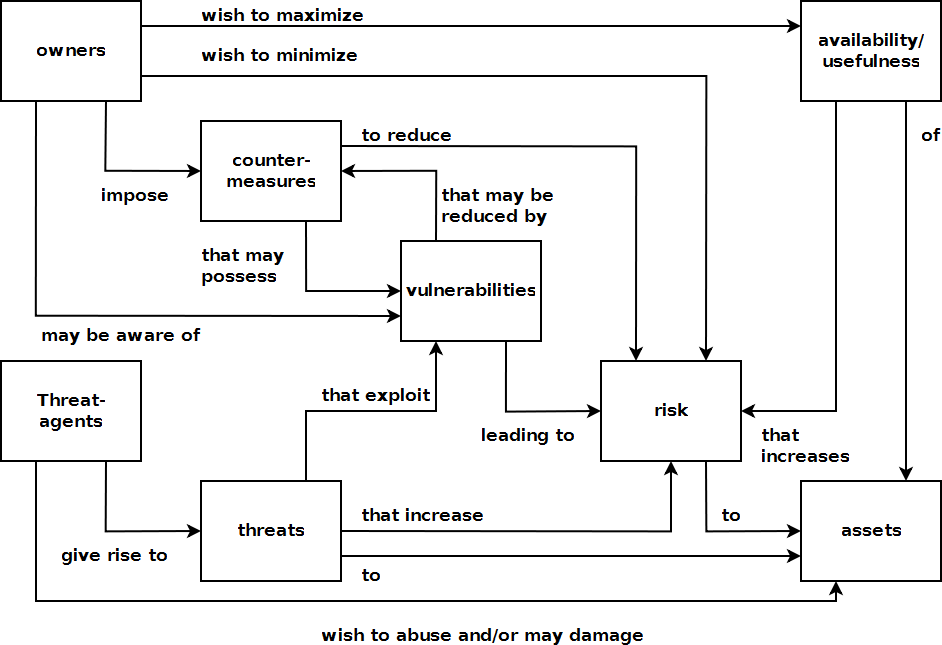 wish to maximize
owners
availability/
usefulness
wish to minimize
to reduce
of
counter-
measures
impose
that may be
reduced by
that may
possess
vulnerabilities
may be aware of
Threat-
agents
that exploit
risk
leading to
that
increases
that increase
to
threats
assets
give rise to
to
wish to abuse and/or may damage